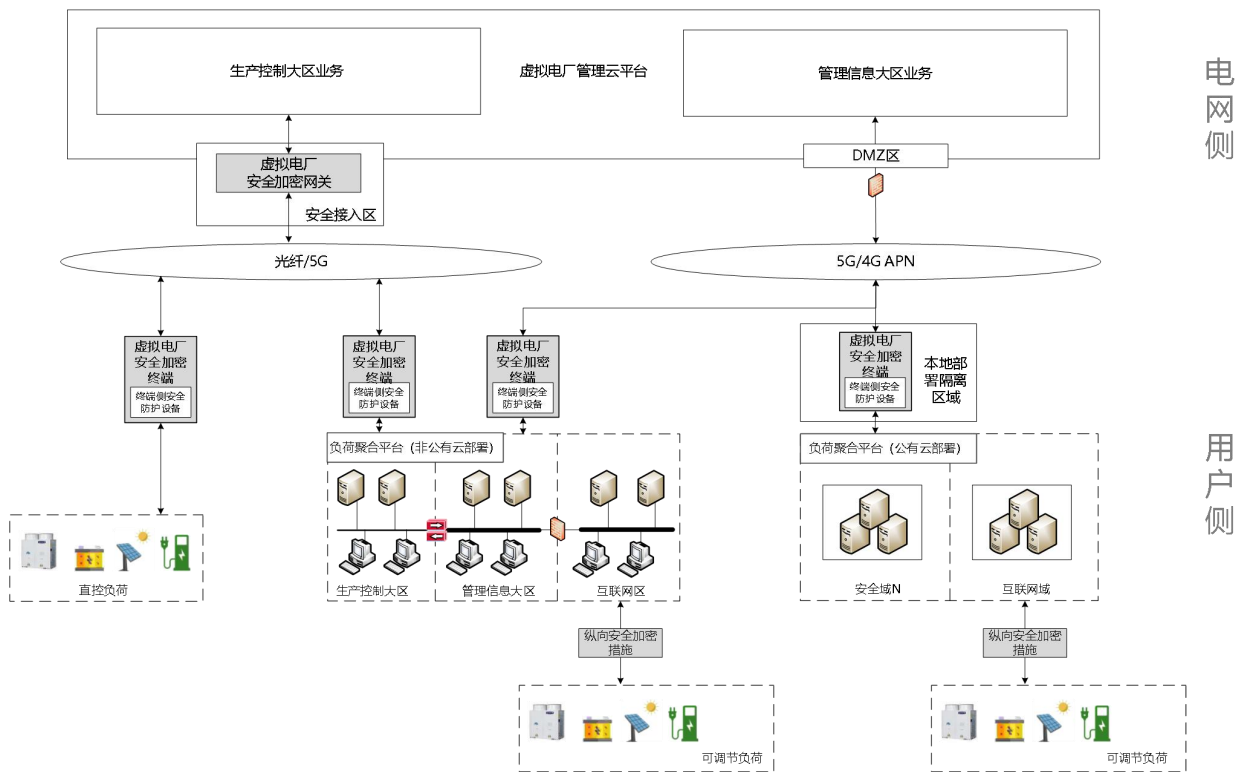 生产控制大区业务
虚拟电厂管理云平台
管理信息大区业务
电网侧
虚拟电厂
安全加密网关
安全接入区
DMZ区
光纤/5G
5G/4G APN
虚拟电厂
安全加密
终端
终端侧安全
防护设备
虚拟电厂
安全加密
终端
终端侧安全
防护设备
虚拟电厂
安全加密
终端
终端侧安全
防护设备
虚拟电厂
安全加密
终端
终端侧安全
防护设备
本地部
署隔离
区域
用户侧
负荷聚合平台（非公有云部署）
负荷聚合平台（公有云部署）
直控负荷
生产控制大区
管理信息大区
互联网区
安全域N
互联网域
纵向安全加密
措施
纵向安全加密
措施
可调节负荷
可调节负荷